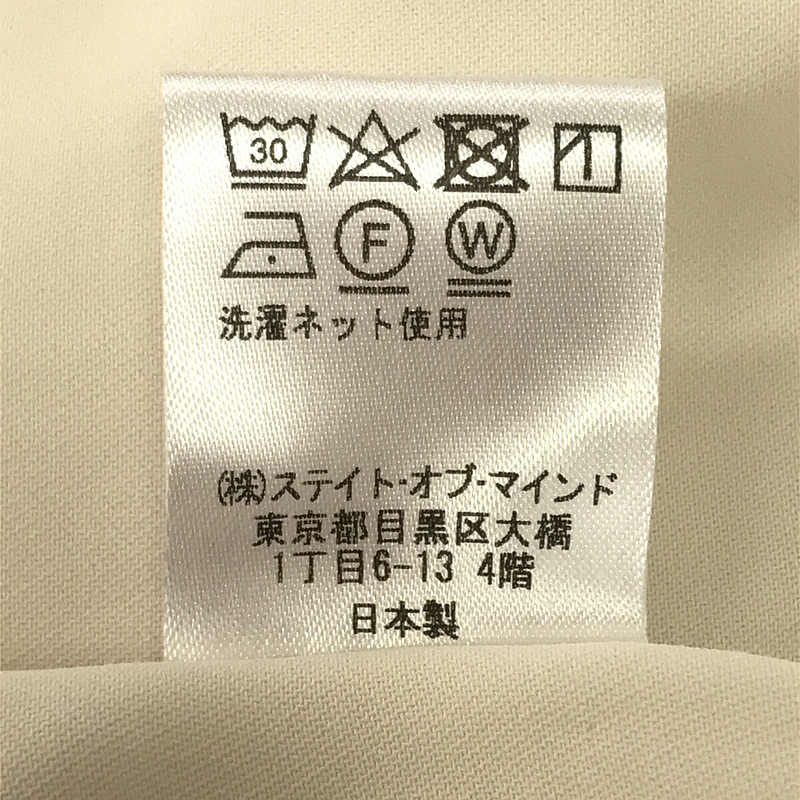 30
F W
洗濯ネット使用
(株)ステイト・オブ・マインド
東京都目黒区大橋
1丁目6-13 4階
日本製